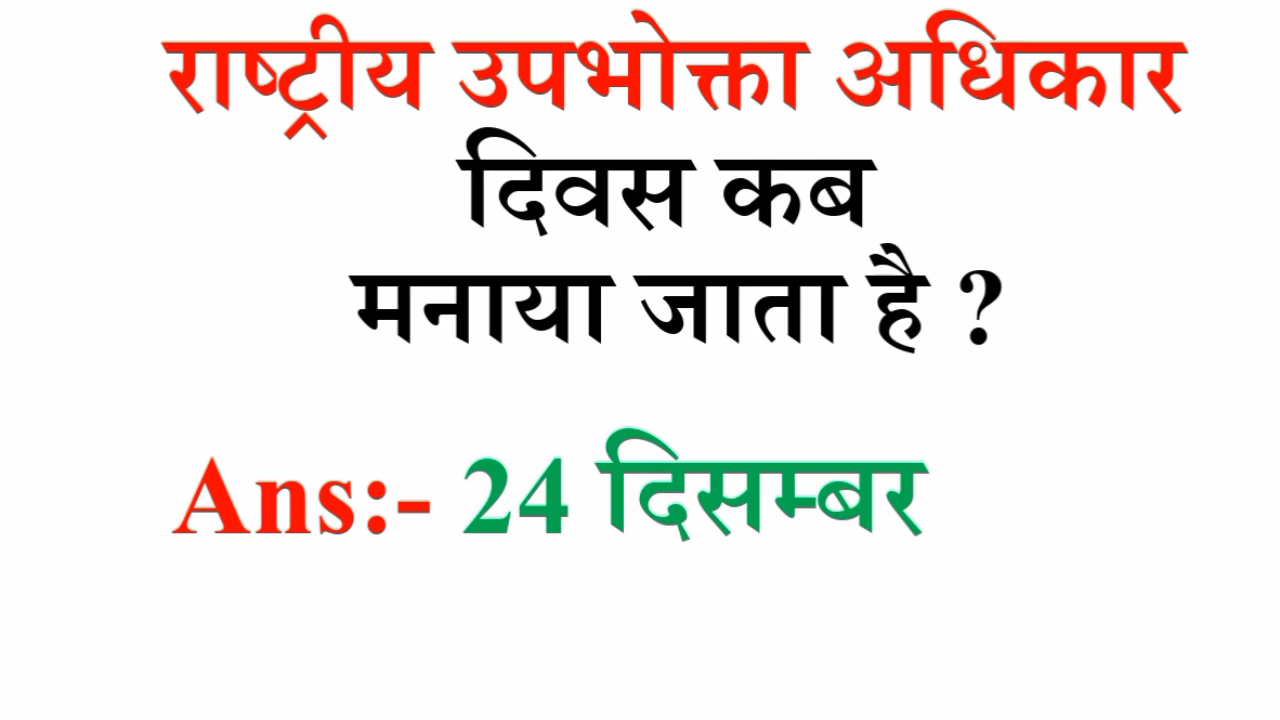 राष्ट्रीय उपभोक्ता अधिकार
दिवस कब
मनाया जाता है ?
Ans:- 24 दिसम्बर